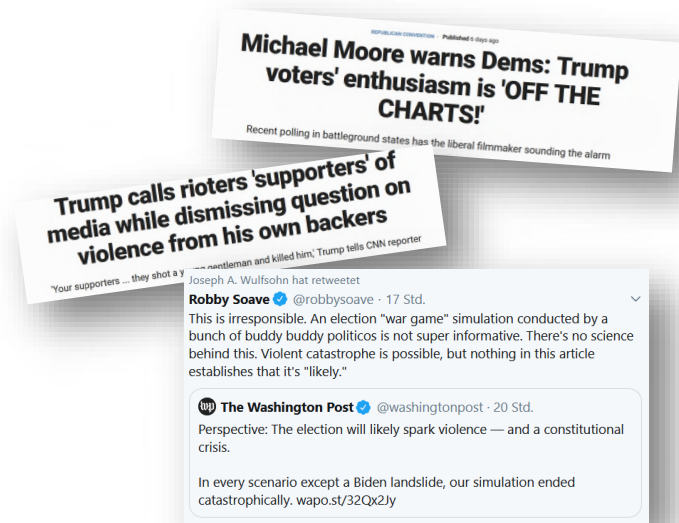 REPUBLICAN CONVENTION · Published 6 days ago
Michael Moore warns Dems: Trump
voters' enthusiasm is 'OFF THE
CHARTS!'
Recent polling in battleground states has the liberal filmmaker sounding the alarm
Trump calls rioters 'supporters' of
media while dismissing question on
violence from his own backers
'Your supporters ... they shot a young gentleman and killed him,' Trump tells CNN reporter
Joseph A. Wulfsohn hat retweetet
Robby Soave @robbysoave · 17 Std.
This is irresponsible. An election "war game" simulation conducted by a
bunch of buddy buddy politicos is not super informative. There's no science
behind this. Violent catastrophe is possible, but nothing in this article
establishes that it's "likely."
wp The Washington Post @washingtonpost · 20 Std.
Perspective: The election will likely spark violence — and a constitutional
crisis.
In every scenario except a Biden landslide, our simulation ended
catastrophically. wapo.st/32Qx2Jy